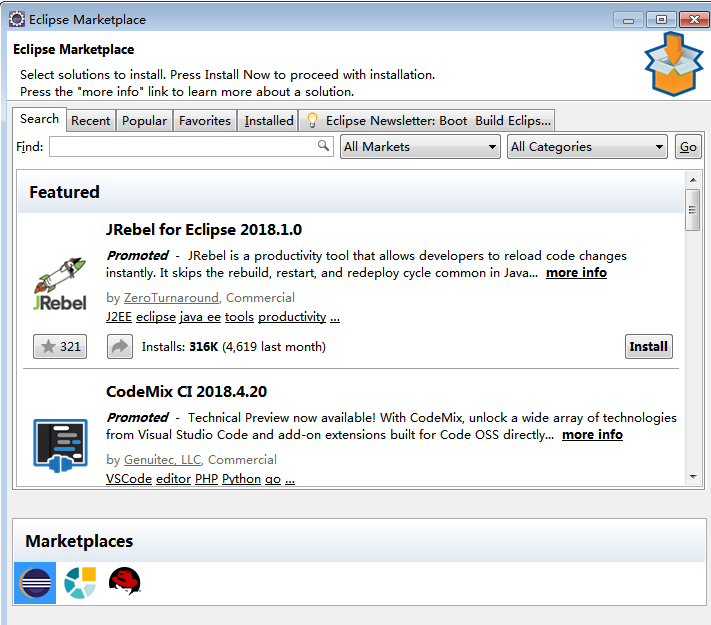 Eclipse Marketplace
Eclipse Marketplace
Select solutions to install. Press Install Now to proceed with installation.
Press the "more info" link to learn more about a solution.
Search Recent Popular Favorites Installed Eclipse Newsletter: Boot Build Eclips...
Find: All Markets All Categories Go
Featured
JRebel for Eclipse 2018.1.0
Promoted - JRebel is a productivity tool that allows developers to reload code changes
instantly. It skips the rebuild, restart, and redeploy cycle common in Java... more info
JRebel
by ZeroTurnaround, Commercial
J2EE eclipse java ee tools productivity ...
321 Installs: 316K (4,619 last month) Install
CodeMix CI 2018.4.20
Promoted - Technical Preview now available! With CodeMix, unlock a wide array of technologies
from Visual Studio Code and add-on extensions built for Code OSS directly... more info
by Genuitec, LLC, Commercial
VSCode editor PHP Python go ...
Marketplaces